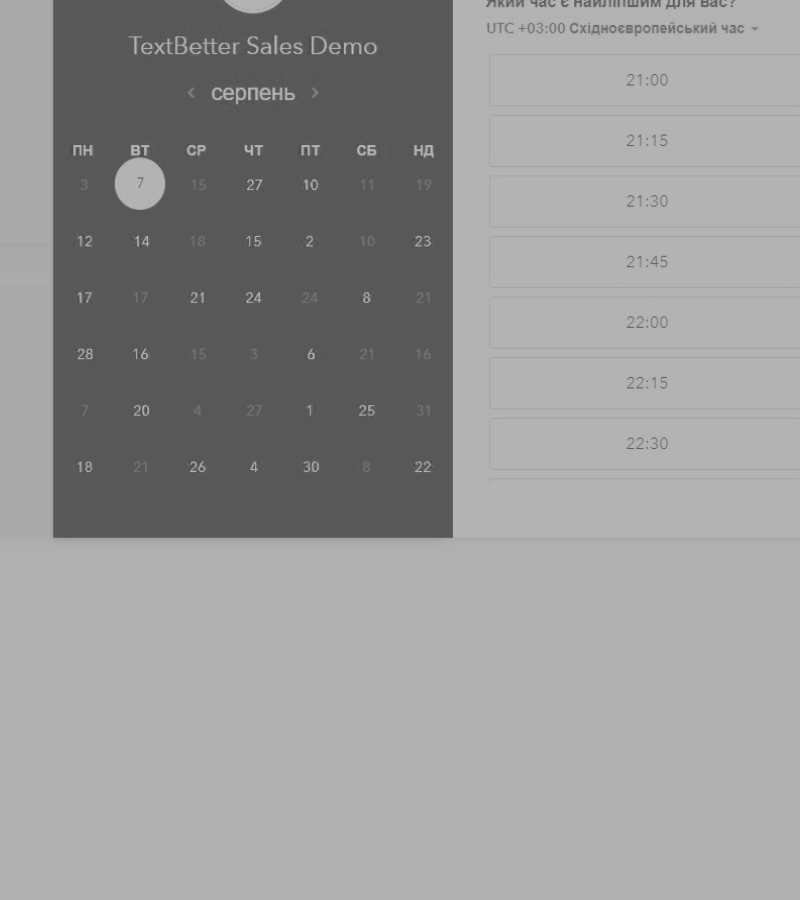 Який час є найліпшим для вас?
UTC +03:00 Східноєвропейський час
TextBetter Sales Demo
серпень
ПН ВТ СР ЧТ ПТ СБ НД
3 7 15 27 10 11 19
12 14 18 15 2 10 23
17 17 21 24 24 8 21
28 16 15 3 6 21 16
7 20 4 27 1 25 31
18 21 26 4 30 8 22
21:00
21:15
21:30
21:45
22:00
22:15
22:30